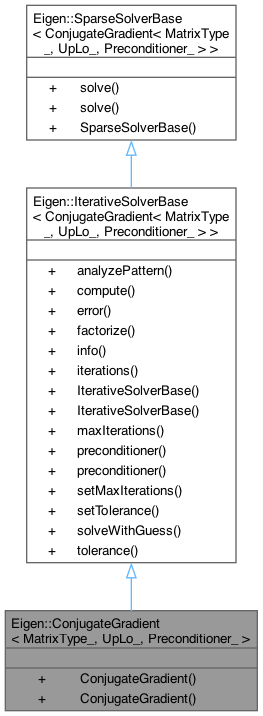 Eigen::SparseSolverBase
< ConjugateGradient< MatrixType
_, UpLo_, Preconditioner_ > >
+ solve()
+ solve()
+ SparseSolverBase()
Eigen::IterativeSolverBase
< ConjugateGradient< MatrixType
_, UpLo_, Preconditioner_ > >
+ analyzePattern()
+ compute()
+ error()
+ factorize()
+ info()
+ iterations()
+ IterativeSolverBase()
+ IterativeSolverBase()
+ maxIterations()
+ preconditioner()
+ preconditioner()
+ setMaxIterations()
+ setTolerance()
+ solveWithGuess()
+ tolerance()
Eigen::ConjugateGradient
< MatrixType_, UpLo_, Preconditioner_ >
+ ConjugateGradient()
+ ConjugateGradient()